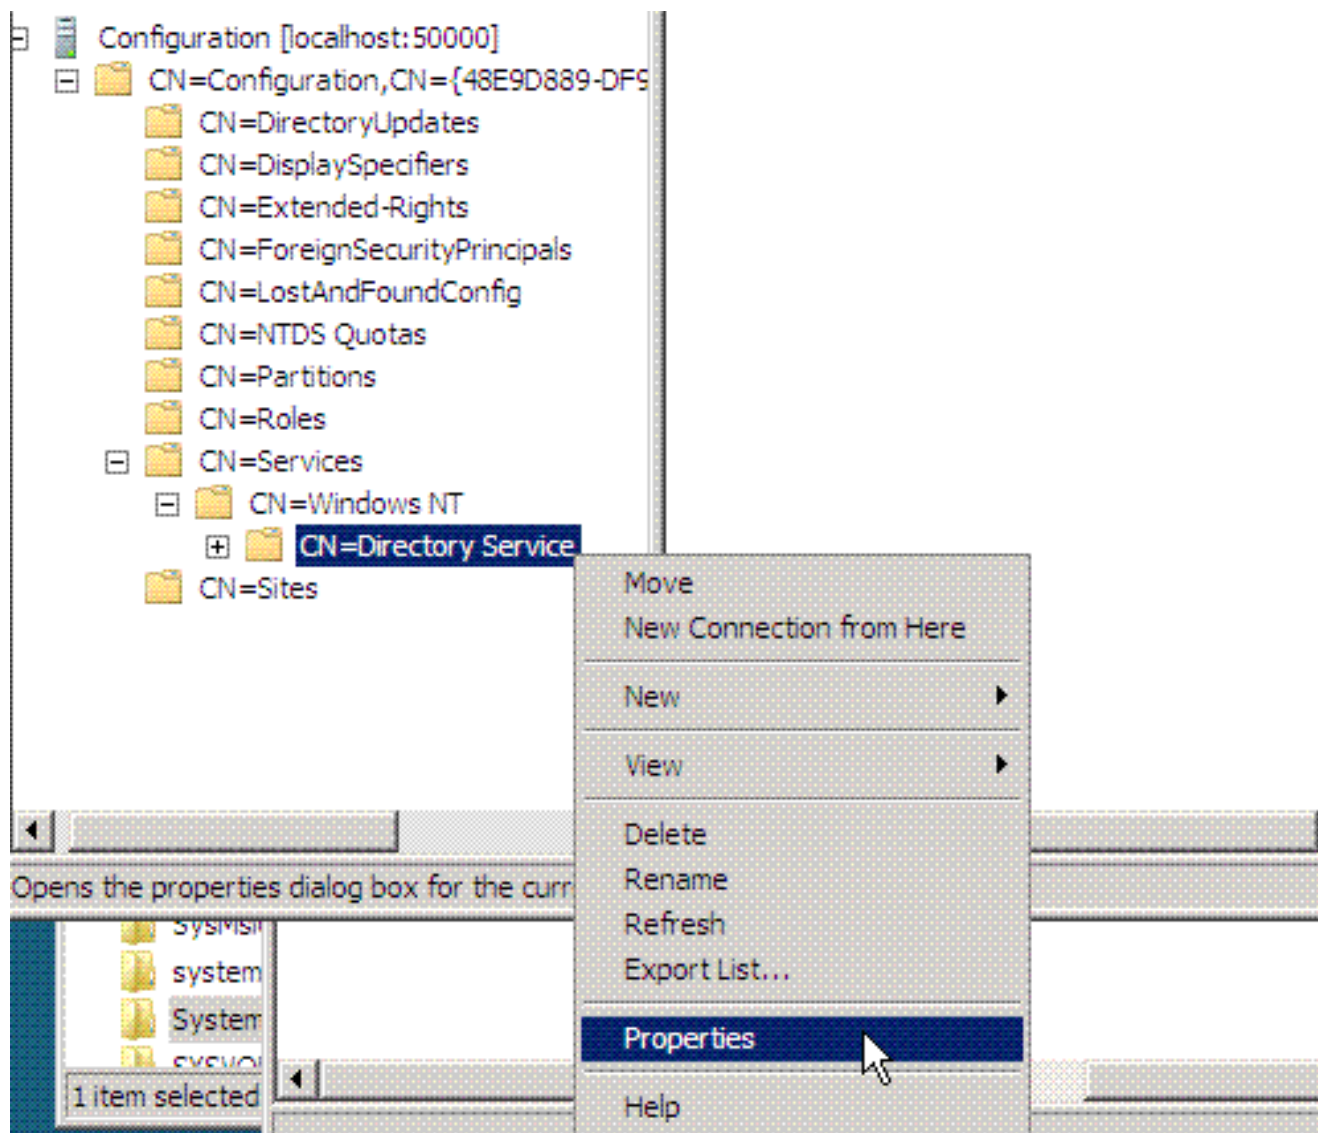 Configuration [localhost:50000]
CN=Configuration,CN={48E9D889-DF9
CN=DirectoryUpdates
CN=DisplaySpecifiers
CN=Extended-Rights
CN=ForeignSecurityPrincipals
CN=LostAndFoundConfig
CN=NTDS Quotas
CN=Partitions
CN=Roles
CN=Services
CN=Windows NT
CN=Directory Service
CN=Sites
Move
New Connection from Here
New
View
Delete
Rename
Refresh
Export List...
Properties
Help
Opens the properties dialog box for the curr
system
System
1 item selected